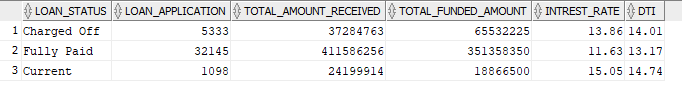 LOAN_STATUS LOAN_APPLICATION TOTAL_AMOUNT_RECEIVED TOTAL_FUNDED_AMOUNT INTREST_RATE DTI
1 Charged Off 5333 37284763 65532225 13.86 14.01
2 Fully Paid 32145 411586256 351358350 11.63 13.17
3 Current 1098 24199914 18866500 15.05 14.74